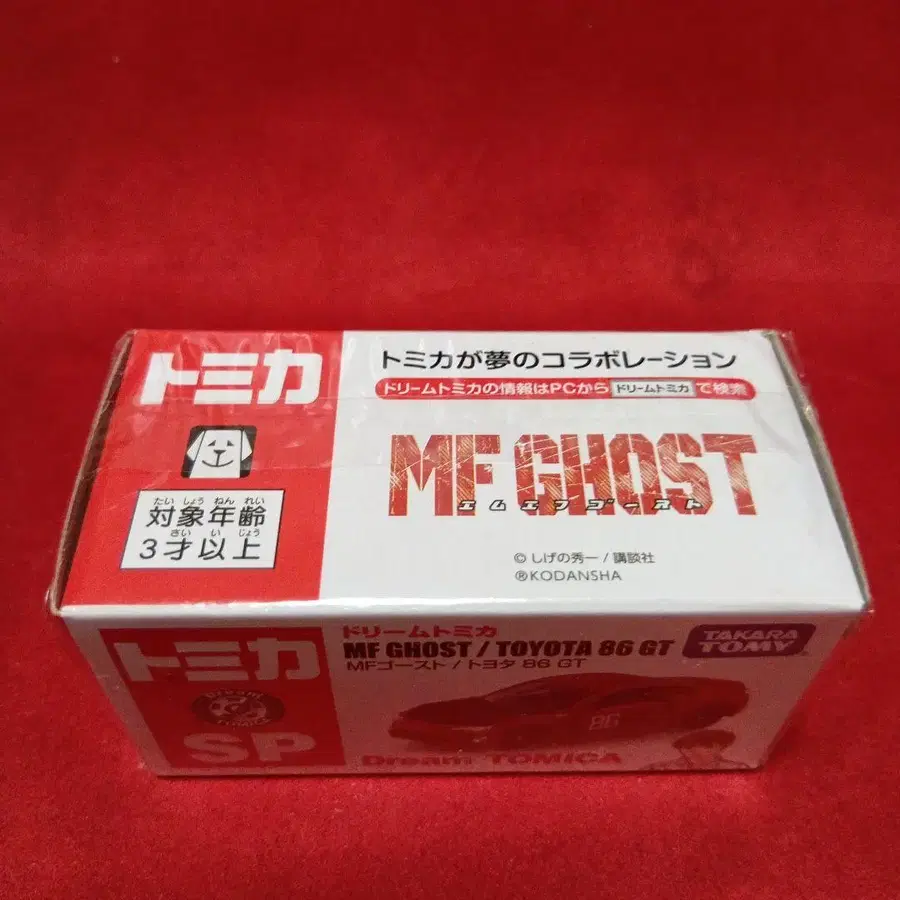 トミカ
たい しょう ねん れい
対象年齢
さい い じょう
3才以上
トミカが夢のコラボレーション
ドリームトミカの情報はPCから ドリームトミカ で検索
MF GHOST
エムエフゴースト
© しげの秀一 / 講談社
®KODANSHA
トミカ
Dream
TOMICA
SP
ドリームトミカ
MF GHOST / TOYOTA 86 GT
MFゴースト / トヨタ 86 GT
TAKARA
TOMY
86
Dream TOMICA